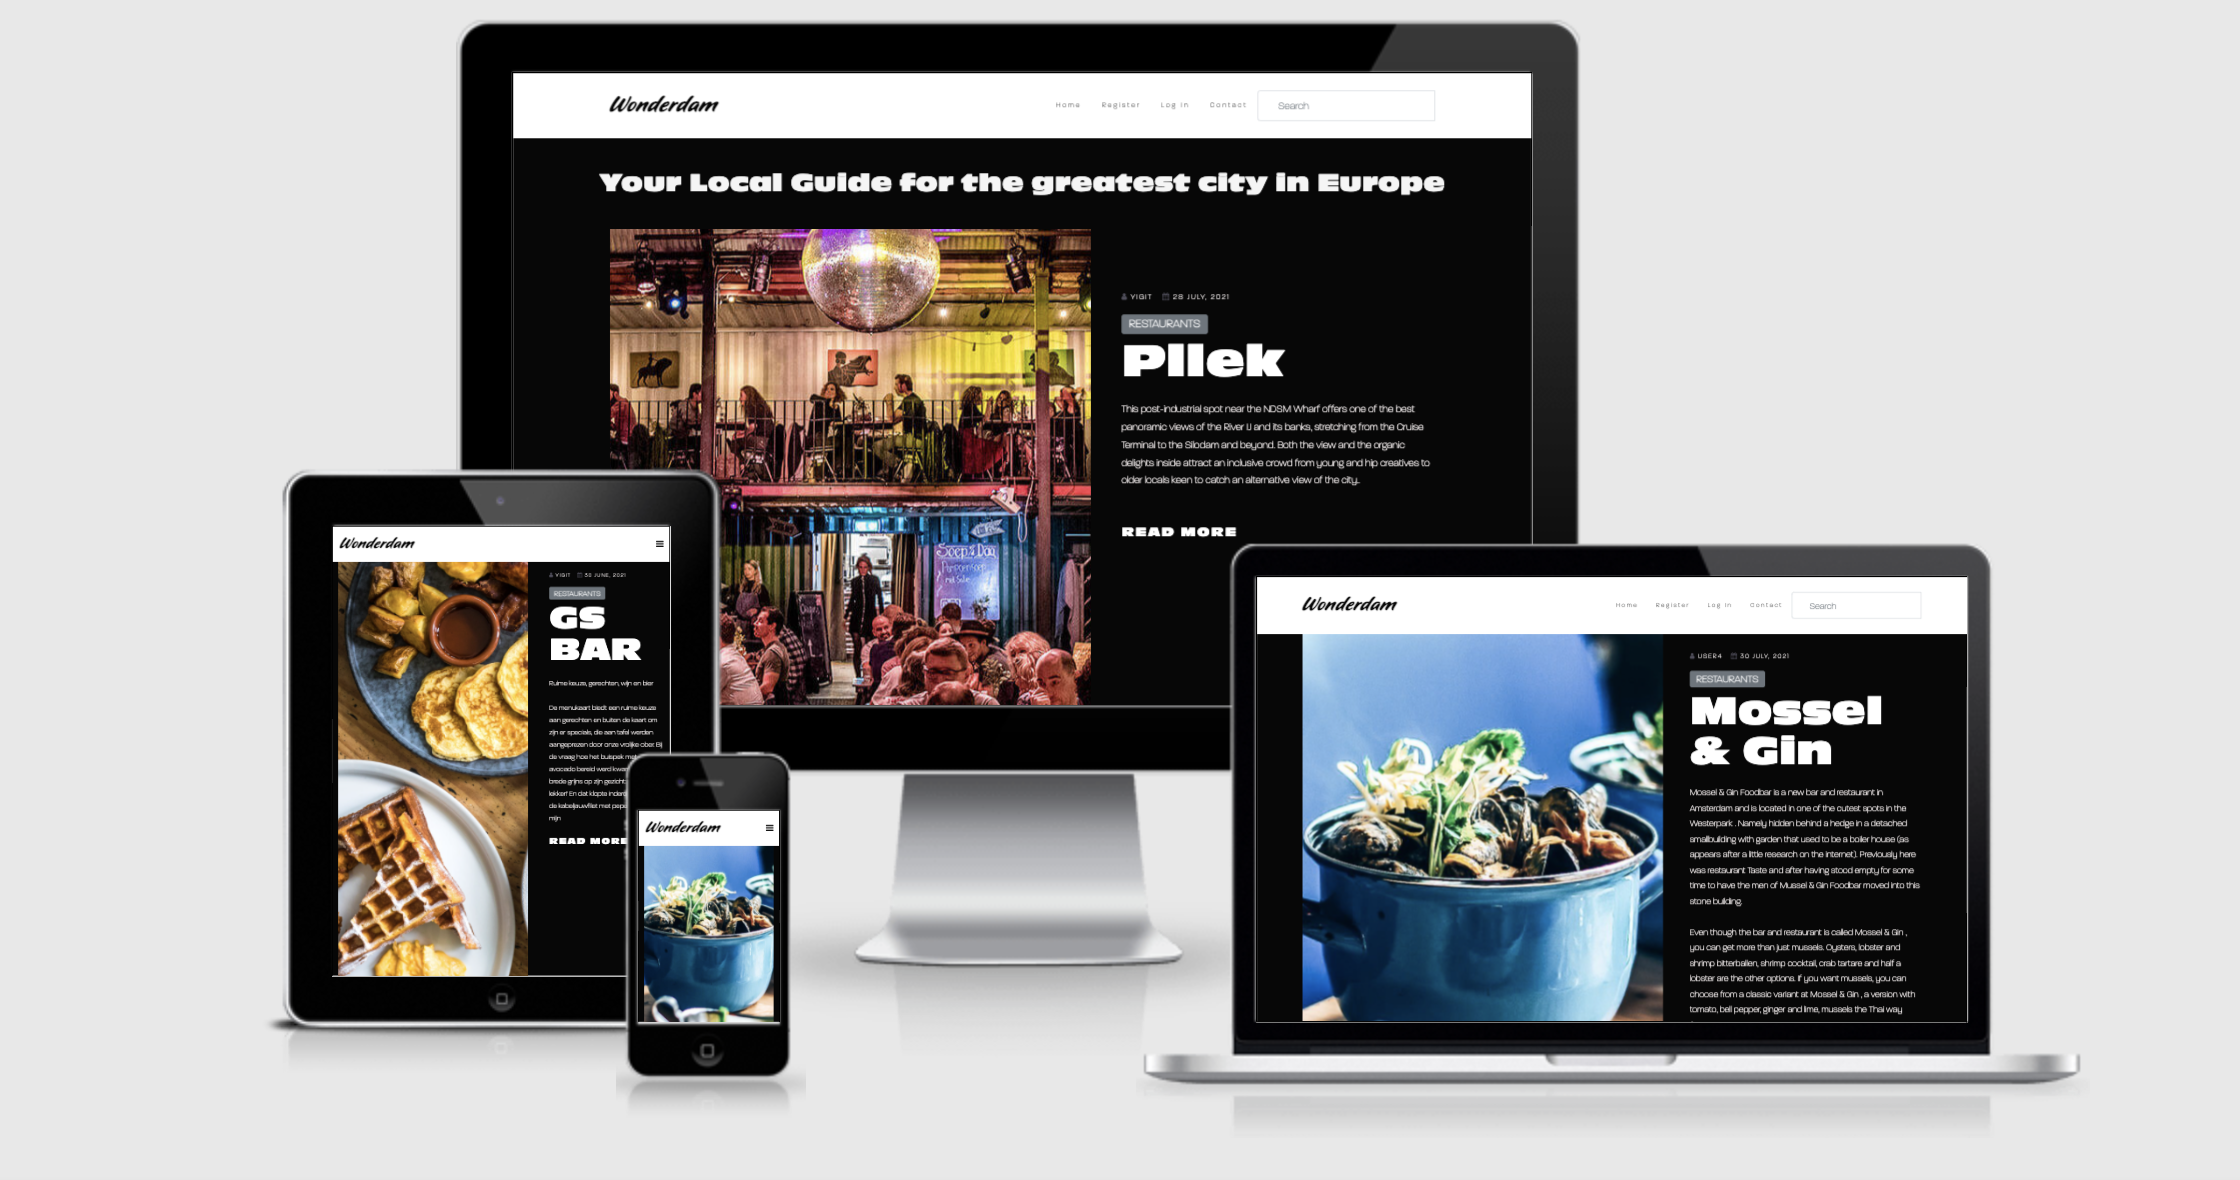 Wonderdam
Home Register Log In Contact Search
Your Local Guide for the greatest city in Europe
YIGIT 28 JULY, 2021
RESTAURANTS
Pllek
This post-industrial spot near the NDSM Wharf offers one of the best
panoramic views of the River IJ and its banks, stretching from the Cruise
Terminal to the Silodam and beyond. Both the view and the organic
delights inside attract an inclusive crowd from young and hip creatives to
older locals keen to catch an alternative view of the city..
READ MORE
Soep v/d Dag
Wonderdam
YIGIT 30 JUNE, 2021
RESTAURANTS
GS
BAR
Ruime keuze, gerechten, wijn en bier
De menukaart biedt een ruime keuze
aan gerechten en buiten de kaart om
zijn er specials, die aan tafel werden
aangeprezen door onze vrolijke ober. Bij
de vraag hoe het buispek met
avocado bereid werd kwam
brede grijns op zijn gezicht:
lekker! En dat klopte
de kabeljauwfilet met
mijn
READ MORE
Wonderdam
Wonderdam
Home Register Log In Contact Search
USER4 30 JULY, 2021
RESTAURANTS
Mossel
& Gin
Mossel & Gin Foodbar is a new bar and restaurant in
Amsterdam and is located in one of the cutest spots in the
Westerpark . Namely hidden behind a hedge in a detached
smallbuilding with garden that used to be a boiler house (as
appears after a little research on the internet). Previously here
was restaurant Taste and after having stood empty for some
time to have the men of Mussel & Gin Foodbar moved into this
stone building.
Even though the bar and restaurant is called Mossel & Gin ,
you can get more than just mussels. Oysters, lobster and
shrimp bitterballen, shrimp cocktail, crab tartare and half a
lobster are the other options. If you want mussels, you can
choose from a classic variant at Mossel & Gin , a version with
tomato, bell pepper, ginger and lime, mussels the Thai way